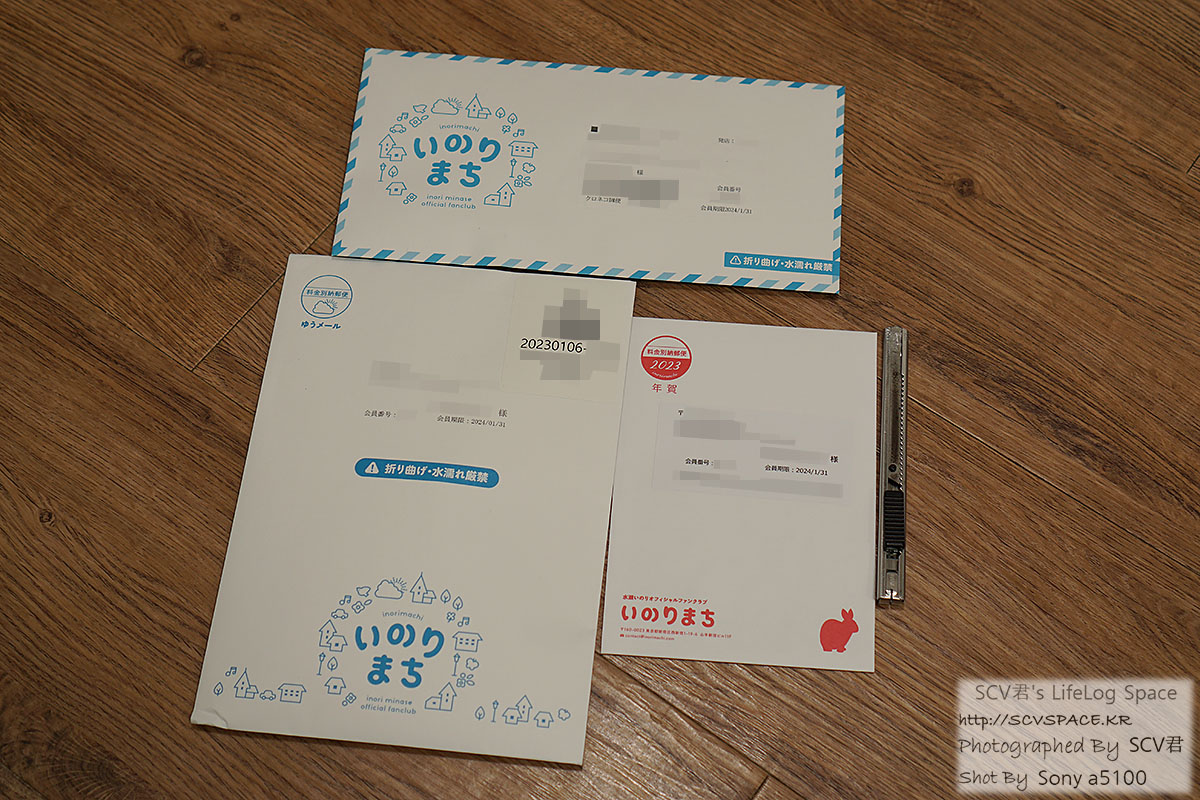 inorimachi
いのり
まち
inori minase
official fanclub
発店：
様
会員番号
クロネコDM便
会員期限2024/1/31
折り曲げ・水濡れ厳禁
料金別納郵便
ゆうメール
20230106-
様
会員番号：
会員期限：2024/01/31
折り曲げ・水濡れ厳禁
inorimachi
いのり
まち
inori minase
official fanclub
料金別納郵便
2023
年賀
〒
様
会員番号：
会員期限：2024/1/31
水瀬いのりオフィシャルファンクラブ
いのりまち
contact@inorimachi.com
SCV君's LifeLog Space
http://SCVSPACE.KR
Photographed By SCV君
Shot By Sony a5100